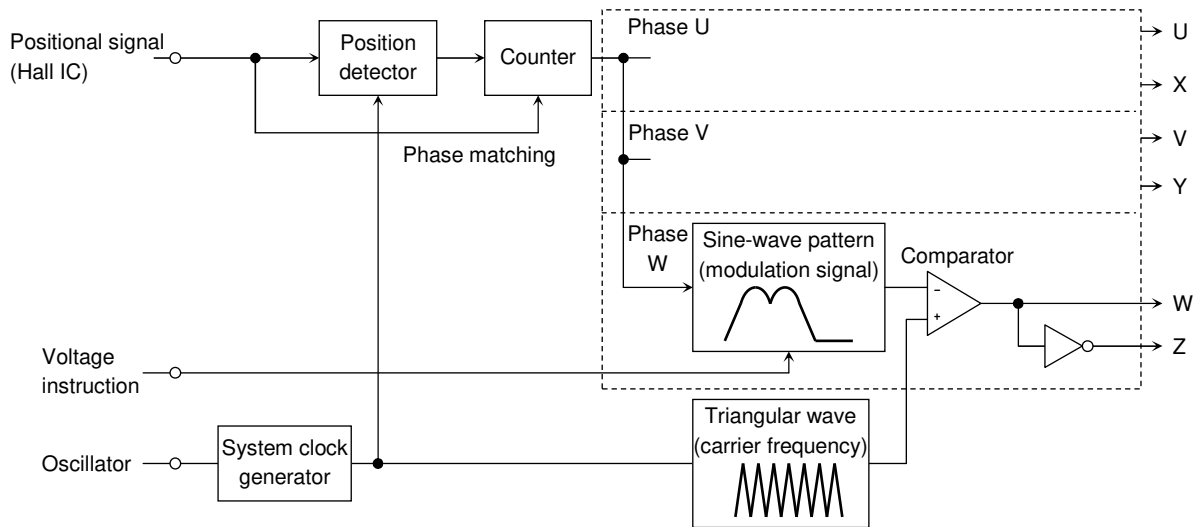 Positional signal
(Hall IC)
Position
detector
Counter
Phase matching
Phase U
U
X
Phase V
V
Y
Phase
W
Sine-wave pattern
(modulation signal)
Comparator
−
+
W
Z
Voltage
instruction
Oscillator
System clock
generator
Triangular wave
(carrier frequency)